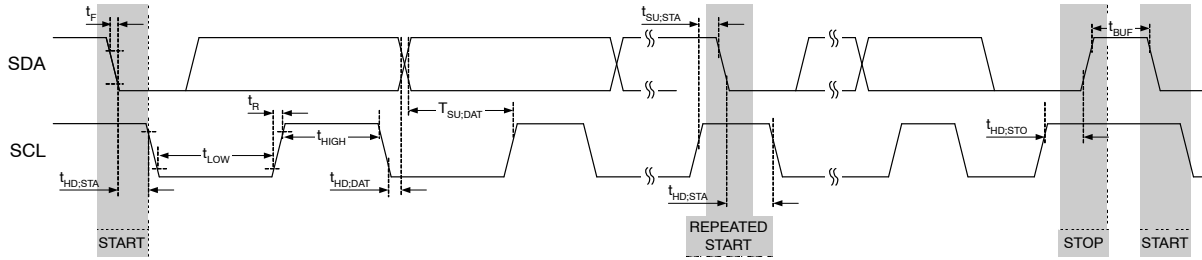 tF
tSU;STA
tBUF
SDA
tR
TSU;DAT
tHIGH
tHD;STO
SCL
tLOW
tHD;STA
tHD;DAT
tHD;STA
START
REPEATED
START
STOP
START